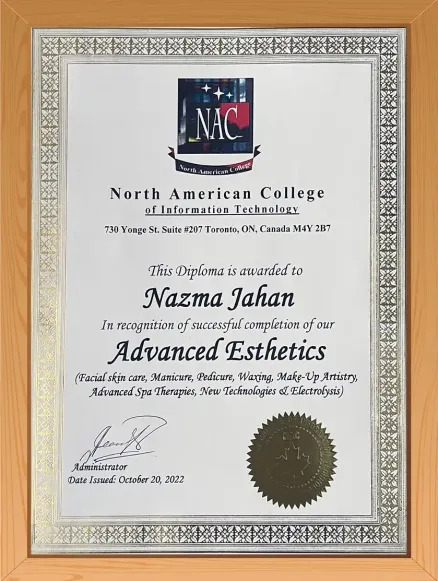 NAC
North American College
North American College
of Information Technology
730 Yonge St. Suite #207 Toronto, ON, Canada M4Y 2B7
This Diploma is awarded to
Nazma Jahan
In recognition of successful completion of our
Advanced Esthetics
(Facial skin care, Manicure, Pedicure, Waxing, Make-Up Artistry,
Advanced Spa Therapies, New Technologies & Electrolysis)
Administrator
Date Issued: October 20, 2022